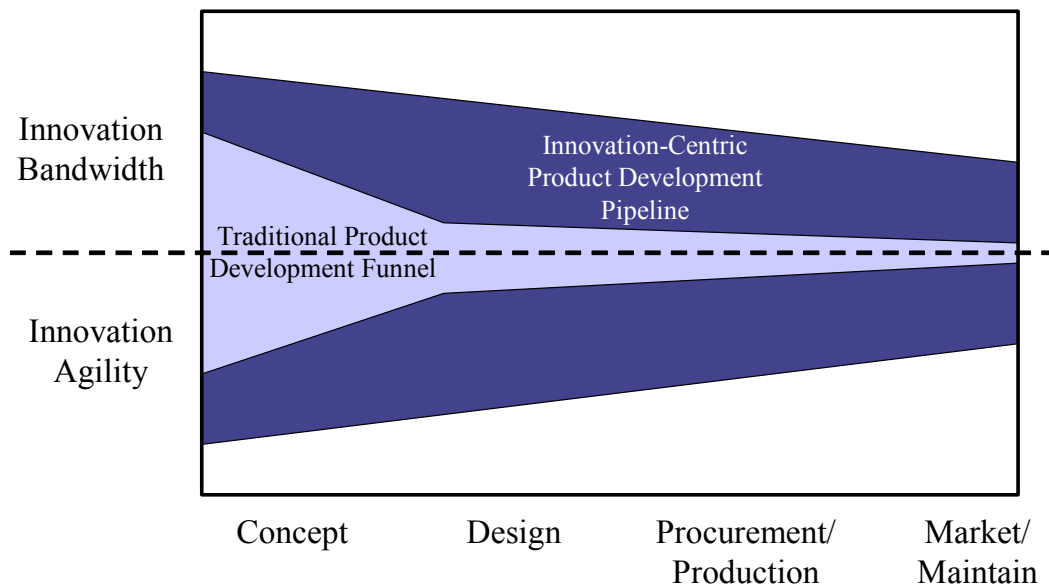 Innovation
Bandwidth
Innovation-Centric
Product Development
Pipeline
Traditional Product
Development Funnel
Innovation
Agility
Concept
Design
Procurement/
Production
Market/
Maintain